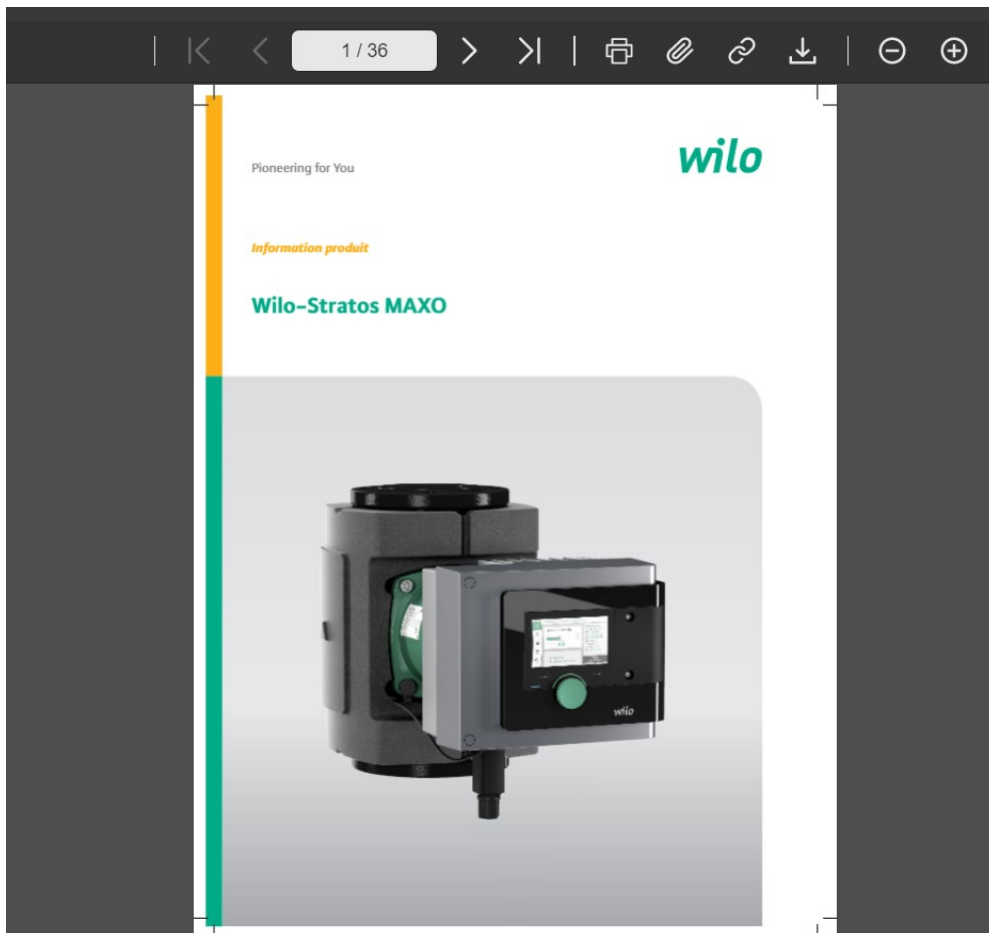 1 / 36
Pioneering for You
wilo
Information produit
Wilo-Stratos MAXO
wilo